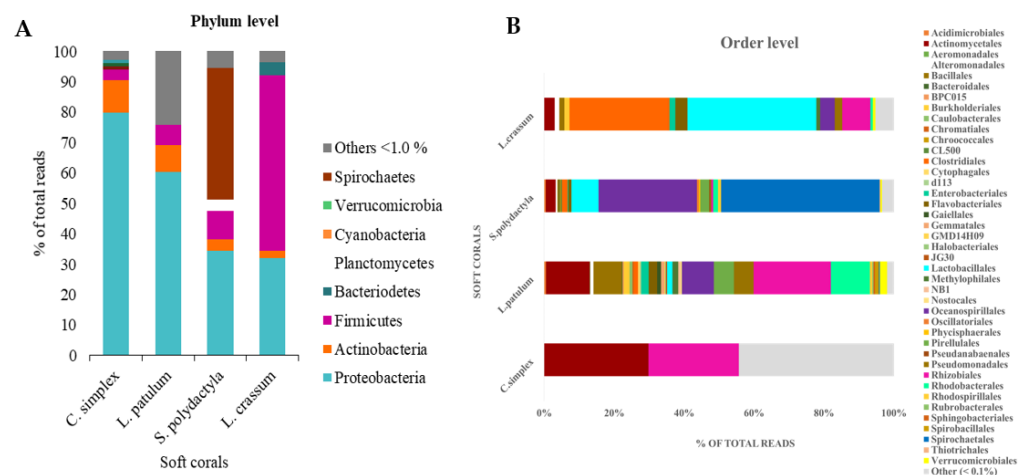 A
Phylum level
% of total reads
100
90
80
70
60
50
40
30
20
10
0
C. simplex
L. patulum
S. polydactyla
L. crassum
Soft corals
Others <1.0 %
Spirochaetes
Verrucomicrobia
Cyanobacteria
Planctomycetes
Bacteriodetes
Firmicutes
Actinobacteria
Proteobacteria
B
Order level
SOFT CORALS
L.crassum
S.polydactyla
L.patulum
C.simplex
0%
20%
40%
60%
80%
100%
% OF TOTAL READS
Acidimicrobiales
Actinomycetales
Aeromonadales
Alteromonadales
Bacillales
Bacteroidales
BPC015
Burkholderiales
Caulobacterales
Chromatiales
Chroococcales
CL500
Clostridiales
Cytophagales
d113
Enterobacteriales
Flavobacteriales
Gaiellales
Gemmatales
GMD14H09
Halobacteriales
JG30
Lactobacillales
Methylophilales
NB1
Nostocales
Oceanospirillales
Oscillatoriales
Phycisphaerales
Pirellulales
Pseudanabaenales
Pseudomonadales
Rhizobiales
Rhodobacterales
Rhodospirillales
Rubrobacterales
Sphingobacteriales
Spirobacillales
Spirochaetales
Thiotrichales
Verrucomicrobiales
Other (< 0.1%)